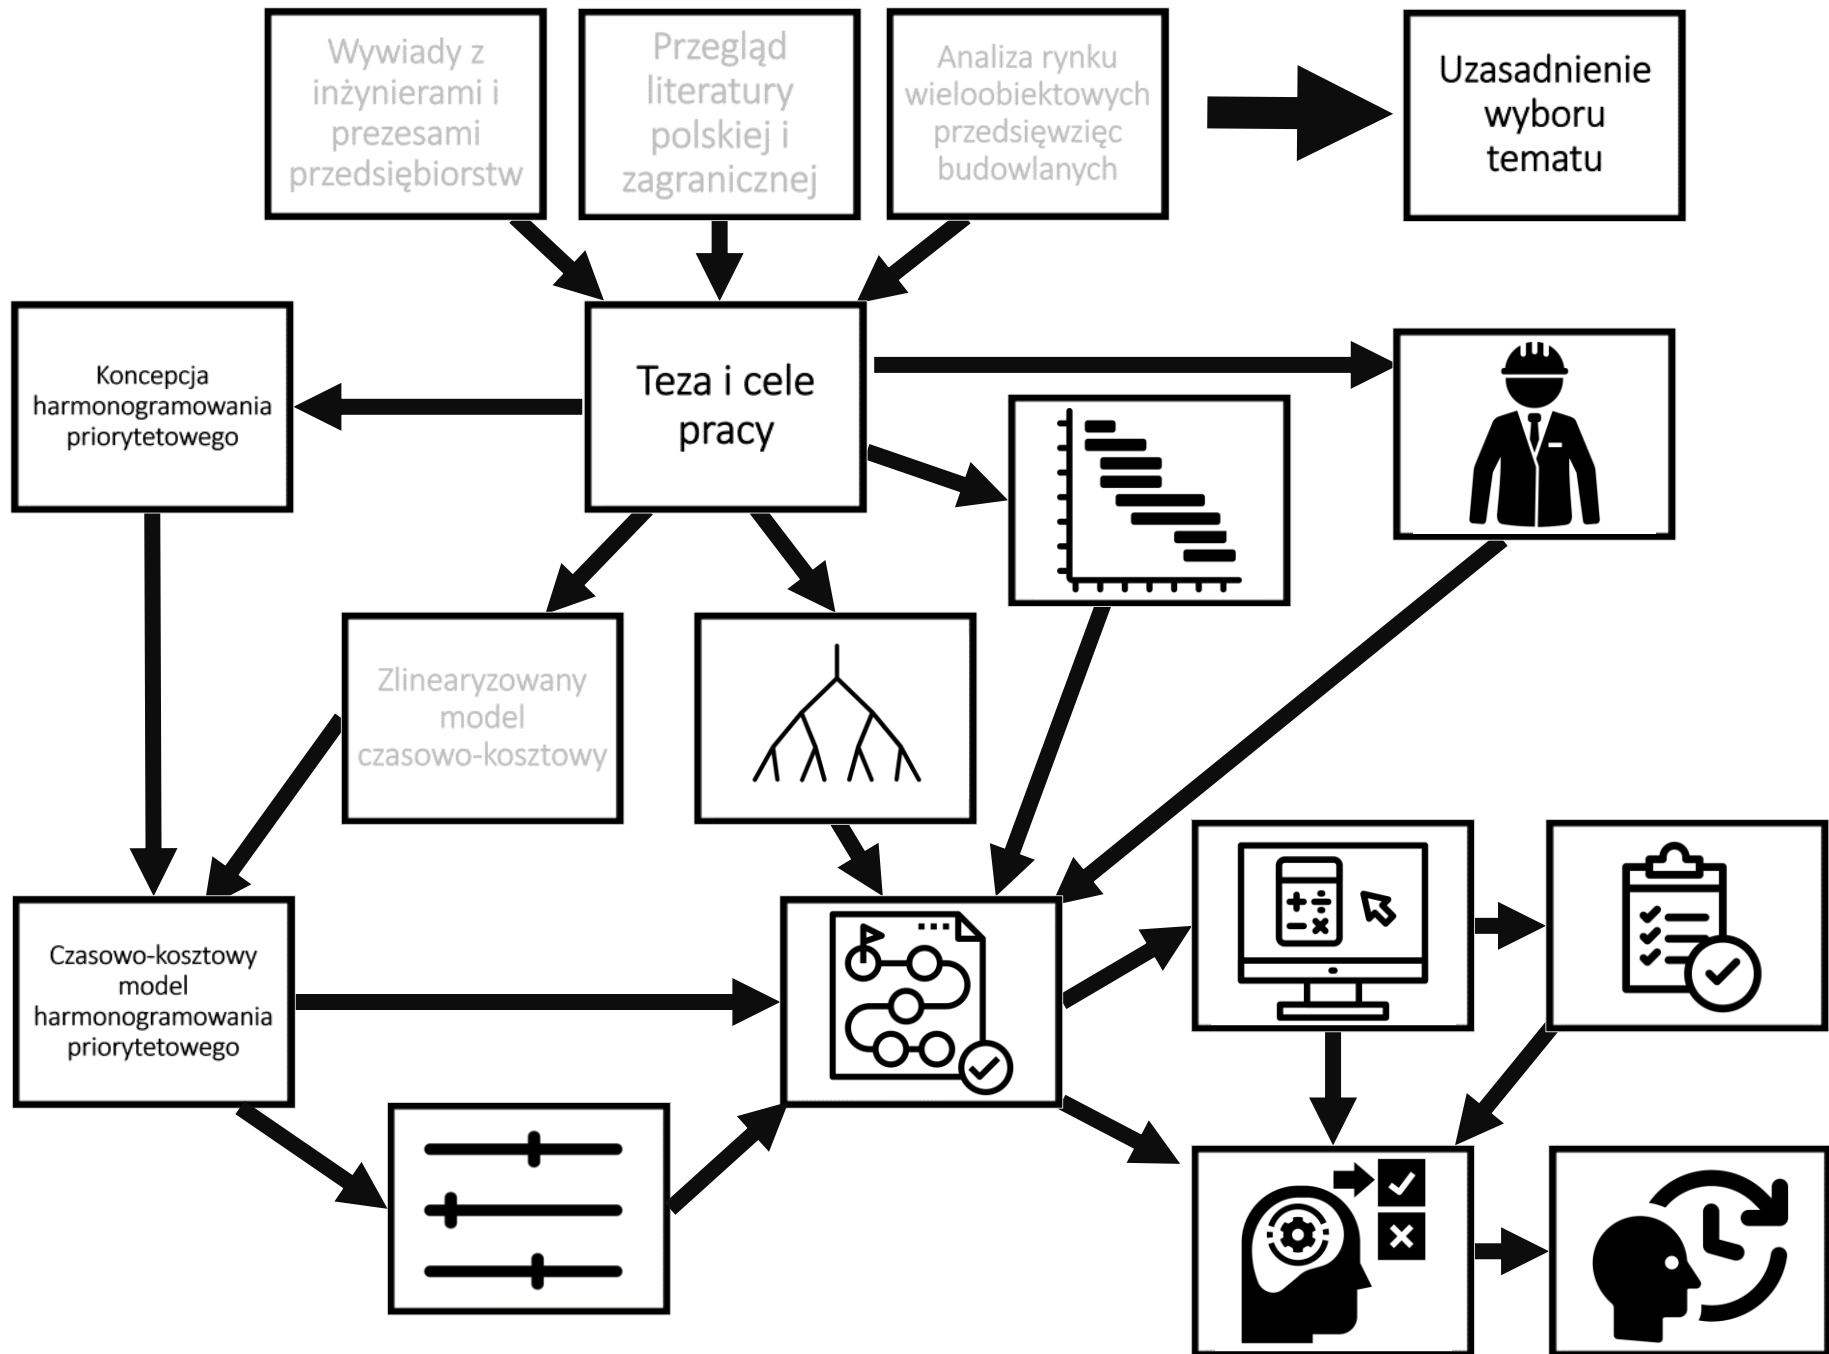 Wywiady z
inżynierami i
prezesami
przedsiębiorstw
Przegląd
literatury
polskiej i
zagranicznej
Analiza rynku
wieloobiektowych
przedsięwzięc
budowlanych
Uzasadnienie
wyboru
tematu
Koncepcja
harmonogramowania
priorytetowego
Teza i cele
pracy
Zlinearyzowany
model
czasowo-kosztowy
Czasowo-kosztowy
model
harmonogramowania
priorytetowego